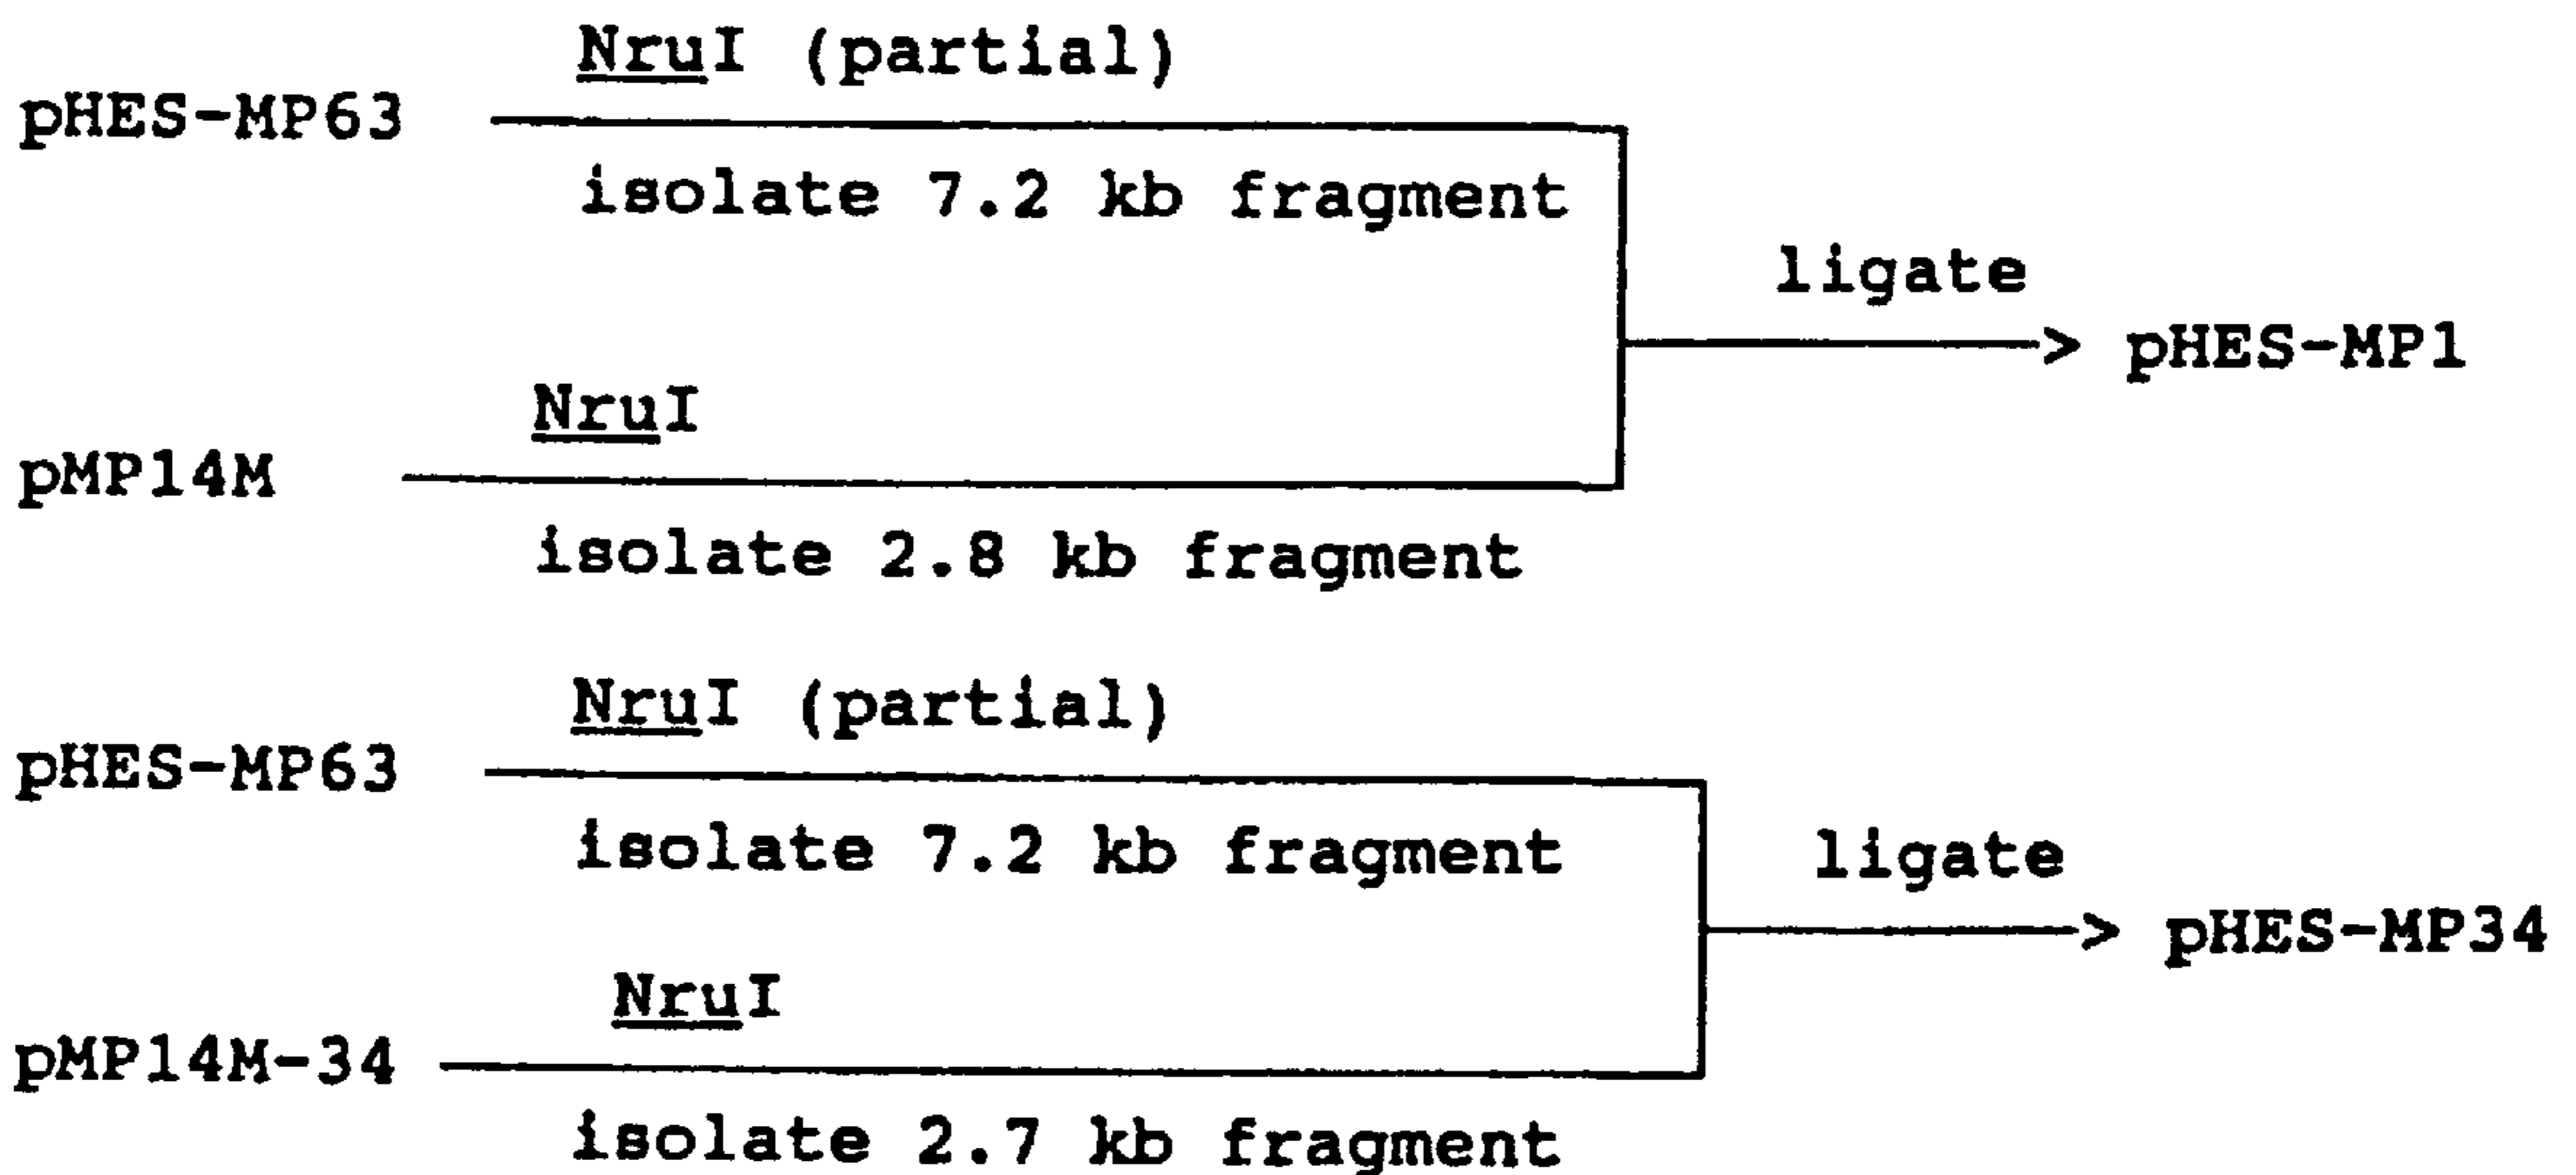 NruI (partial)
pHES-MP63
isolate 7.2 kb fragment
ligate
> pHES-MP1
NruI
pMP14M
isolate 2.8 kb fragment
NruI (partial)
pHES-MP63
isolate 7.2 kb fragment
ligate
> pHES-MP34
NruI
pMP14M-34
isolate 2.7 kb fragment